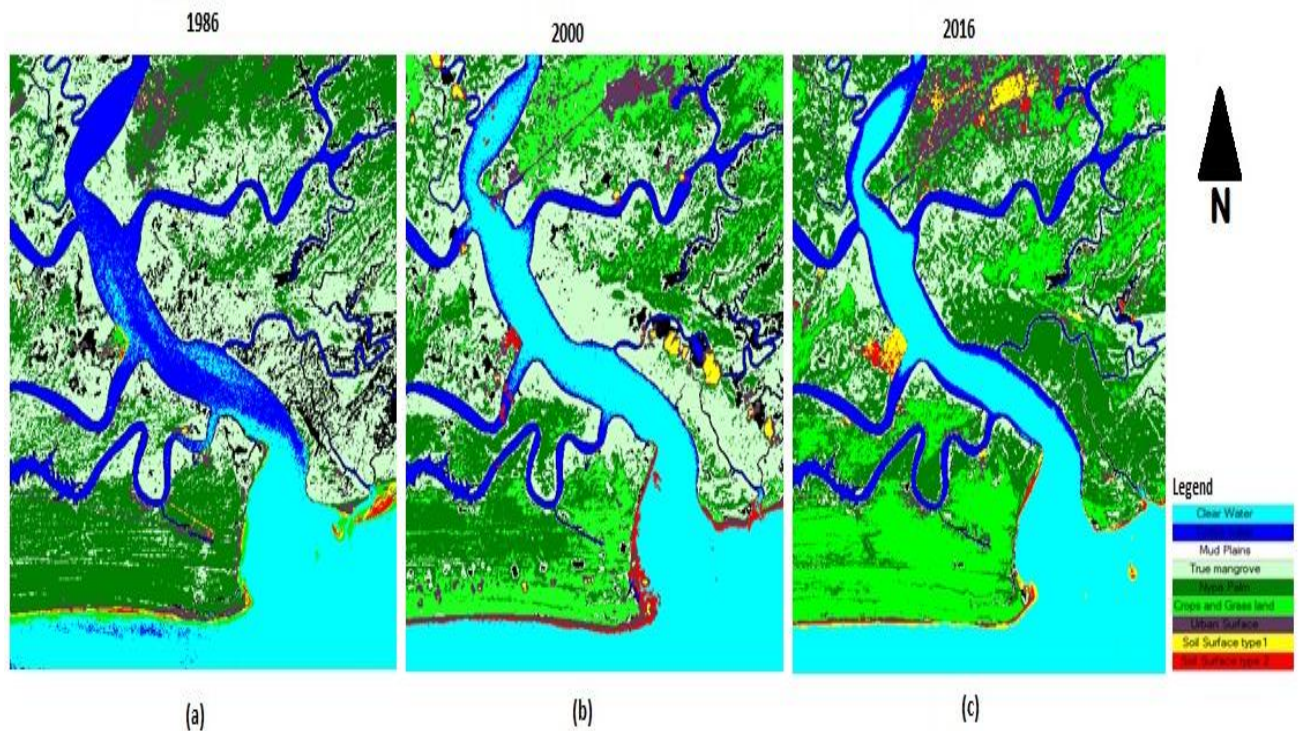 1986
2000
2016
N
Legend
Clear Water
Mud Plains
True mangrove
Nypa Palm
Crops and Grass land
Urban Surface
Soil Surface type1
Soil Surface type 2
(a)
(b)
(c)